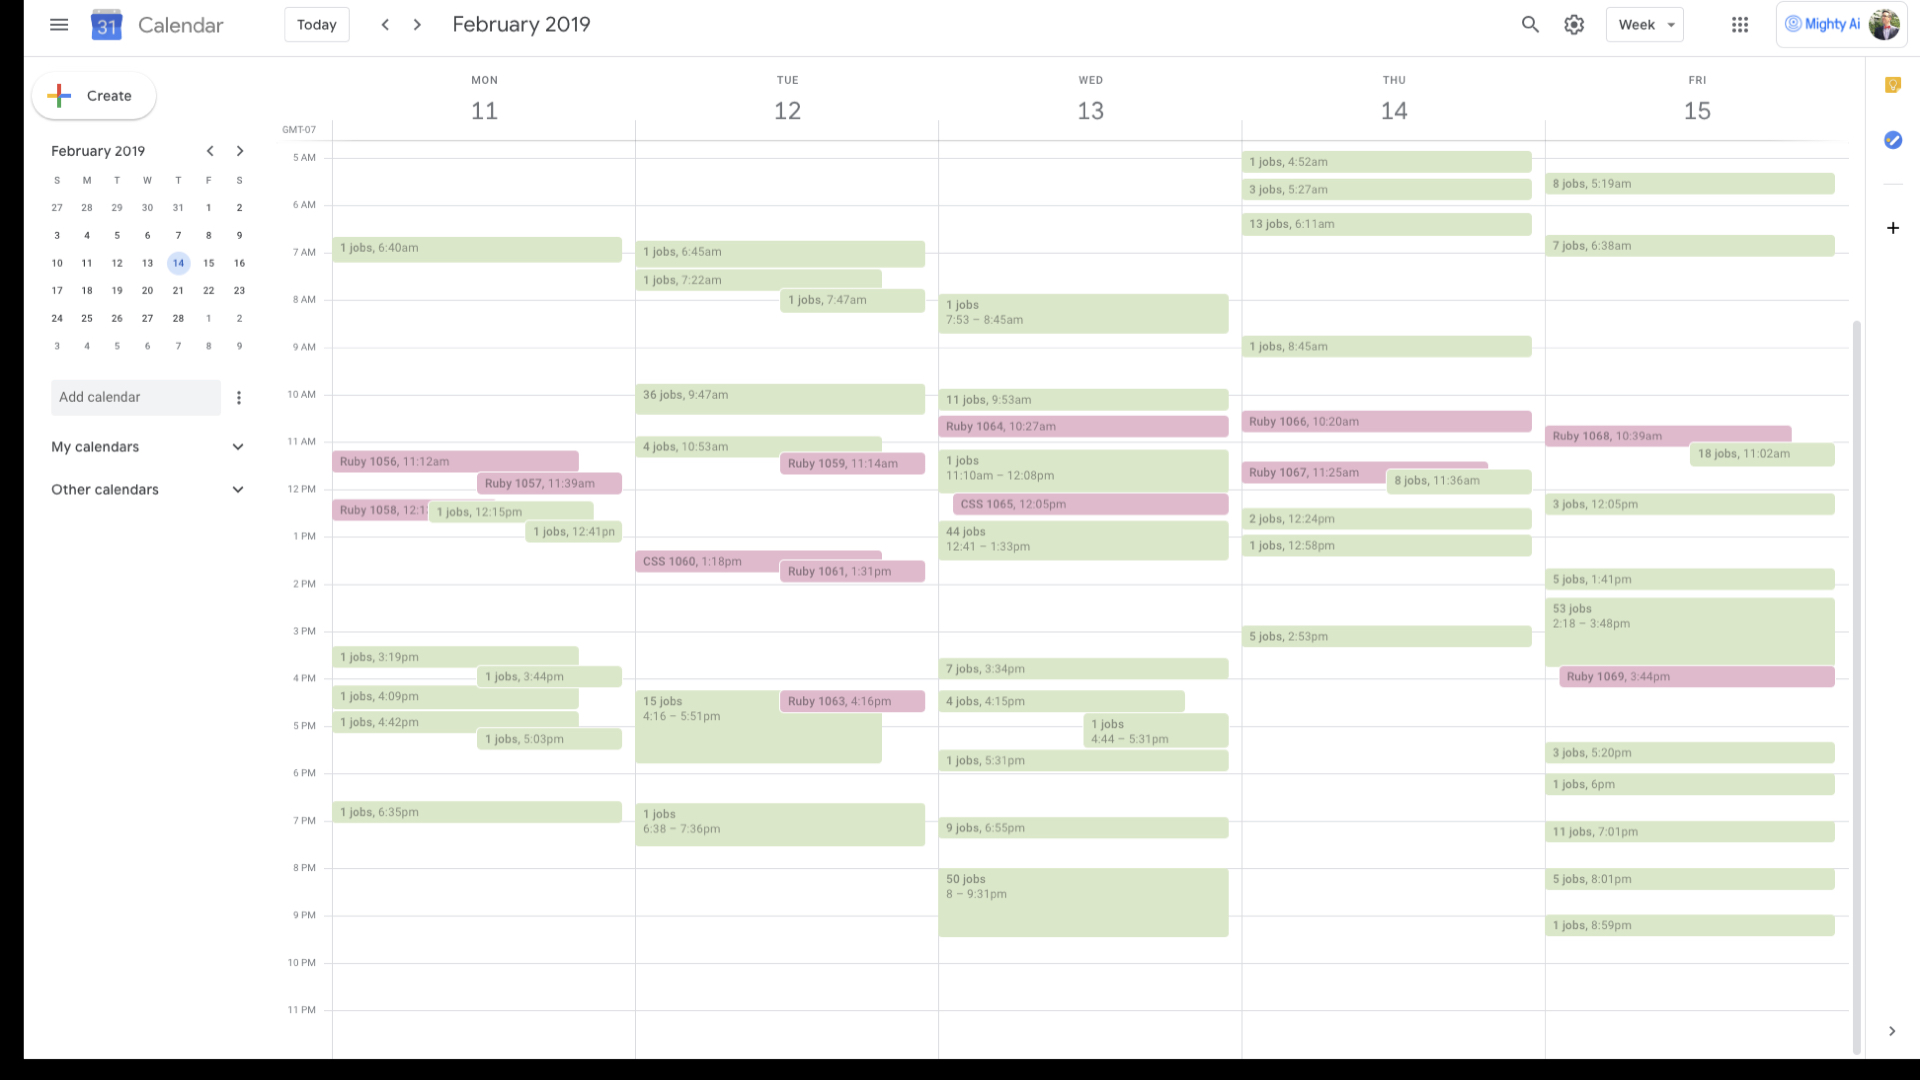 31 Calendar
Today
February 2019
Week
Mighty Ai
Create
February 2019
S M T W T F S
27 28 29 30 31 1 2
3 4 5 6 7 8 9
10 11 12 13 14 15 16
17 18 19 20 21 22 23
24 25 26 27 28 1 2
3 4 5 6 7 8 9
Add calendar
My calendars
Other calendars
GMT-07
5 AM
6 AM
7 AM
8 AM
9 AM
10 AM
11 AM
12 PM
1 PM
2 PM
3 PM
4 PM
5 PM
6 PM
7 PM
8 PM
9 PM
10 PM
11 PM
MON
11
1 jobs, 6:40am
Ruby 1056, 11:12am
Ruby 1057, 11:39am
Ruby 1058, 12:1
1 jobs, 12:15pm
1 jobs, 12:41pn
1 jobs, 3:19pm
1 jobs, 3:44pm
1 jobs, 4:09pm
1 jobs, 4:42pm
1 jobs, 5:03pm
1 jobs, 6:35pm
TUE
12
1 jobs, 6:45am
1 jobs, 7:22am
1 jobs, 7:47am
36 jobs, 9:47am
4 jobs, 10:53am
Ruby 1059, 11:14am
CSS 1060, 1:18pm
Ruby 1061, 1:31pm
15 jobs
4:16 – 5:51pm
Ruby 1063, 4:16pm
1 jobs
6:38 – 7:36pm
WED
13
1 jobs
7:53 – 8:45am
11 jobs, 9:53am
Ruby 1064, 10:27am
1 jobs
11:10am – 12:08pm
CSS 1065, 12:05pm
44 jobs
12:41 – 1:33pm
7 jobs, 3:34pm
4 jobs, 4:15pm
1 jobs
4:44 – 5:31pm
1 jobs, 5:31pm
9 jobs, 6:55pm
50 jobs
8 – 9:31pm
THU
14
1 jobs, 4:52am
3 jobs, 5:27am
13 jobs, 6:11am
1 jobs, 8:45am
Ruby 1066, 10:20am
Ruby 1067, 11:25am
8 jobs, 11:36am
2 jobs, 12:24pm
1 jobs, 12:58pm
5 jobs, 2:53pm
FRI
15
8 jobs, 5:19am
7 jobs, 6:38am
Ruby 1068, 10:39am
18 jobs, 11:02am
3 jobs, 12:05pm
5 jobs, 1:41pm
53 jobs
2:18 – 3:48pm
Ruby 1069, 3:44pm
3 jobs, 5:20pm
1 jobs, 6pm
11 jobs, 7:01pm
5 jobs, 8:01pm
1 jobs, 8:59pm